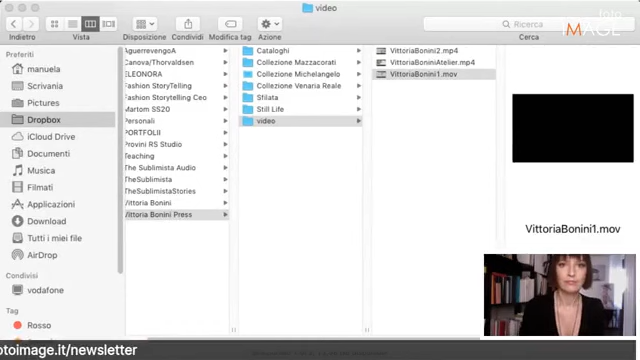 video
foto
iMAGE
Indietro
Vista
Disposizione
Condividi
Modifica tag
Azione
Ricerca
Cerca
Preferiti
manuela
Scrivania
Pictures
Dropbox
iCloud Drive
Documenti
Musica
Filmati
Applicazioni
Download
Tutti i miei file
AirDrop
Condivisi
vodafone
Tag
Rosso
AguerrevengoA
Canova/Thorvaldsen
ELEONORA
Fashion StoryTelling
Fashion Storytelling Ceo
Martom SS20
Personali
PORTFOLII
Provini RS Studio
Teaching
The Sublimista Audio
TheSublimista
TheSublimistaStories
Vittoria Bonini
Vittoria Bonini Press
Cataloghi
Collezione Mazzacorati
Collezione Michelangelo
Collezione Venaria Reale
Sfilata
Still Life
video
VittoriaBonini2.mp4
VittoriaBoniniAtelier.mp4
VittoriaBonini1.mov
VittoriaBonini1.mov
otoimage.it/newsletter